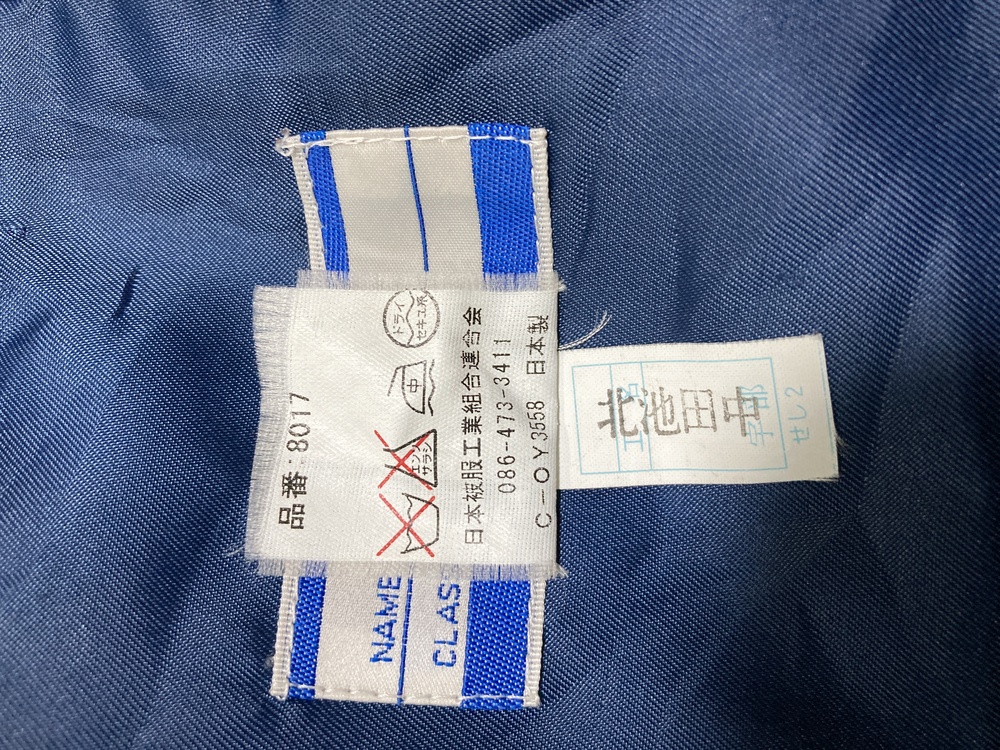 品番:8017
ドライ
セキユ系
中
エンソ
サラシ
日本被服工業組合連合会
086-473-3411
C-OY3558 日本製
NAME
CLAS
北池田中
せし2